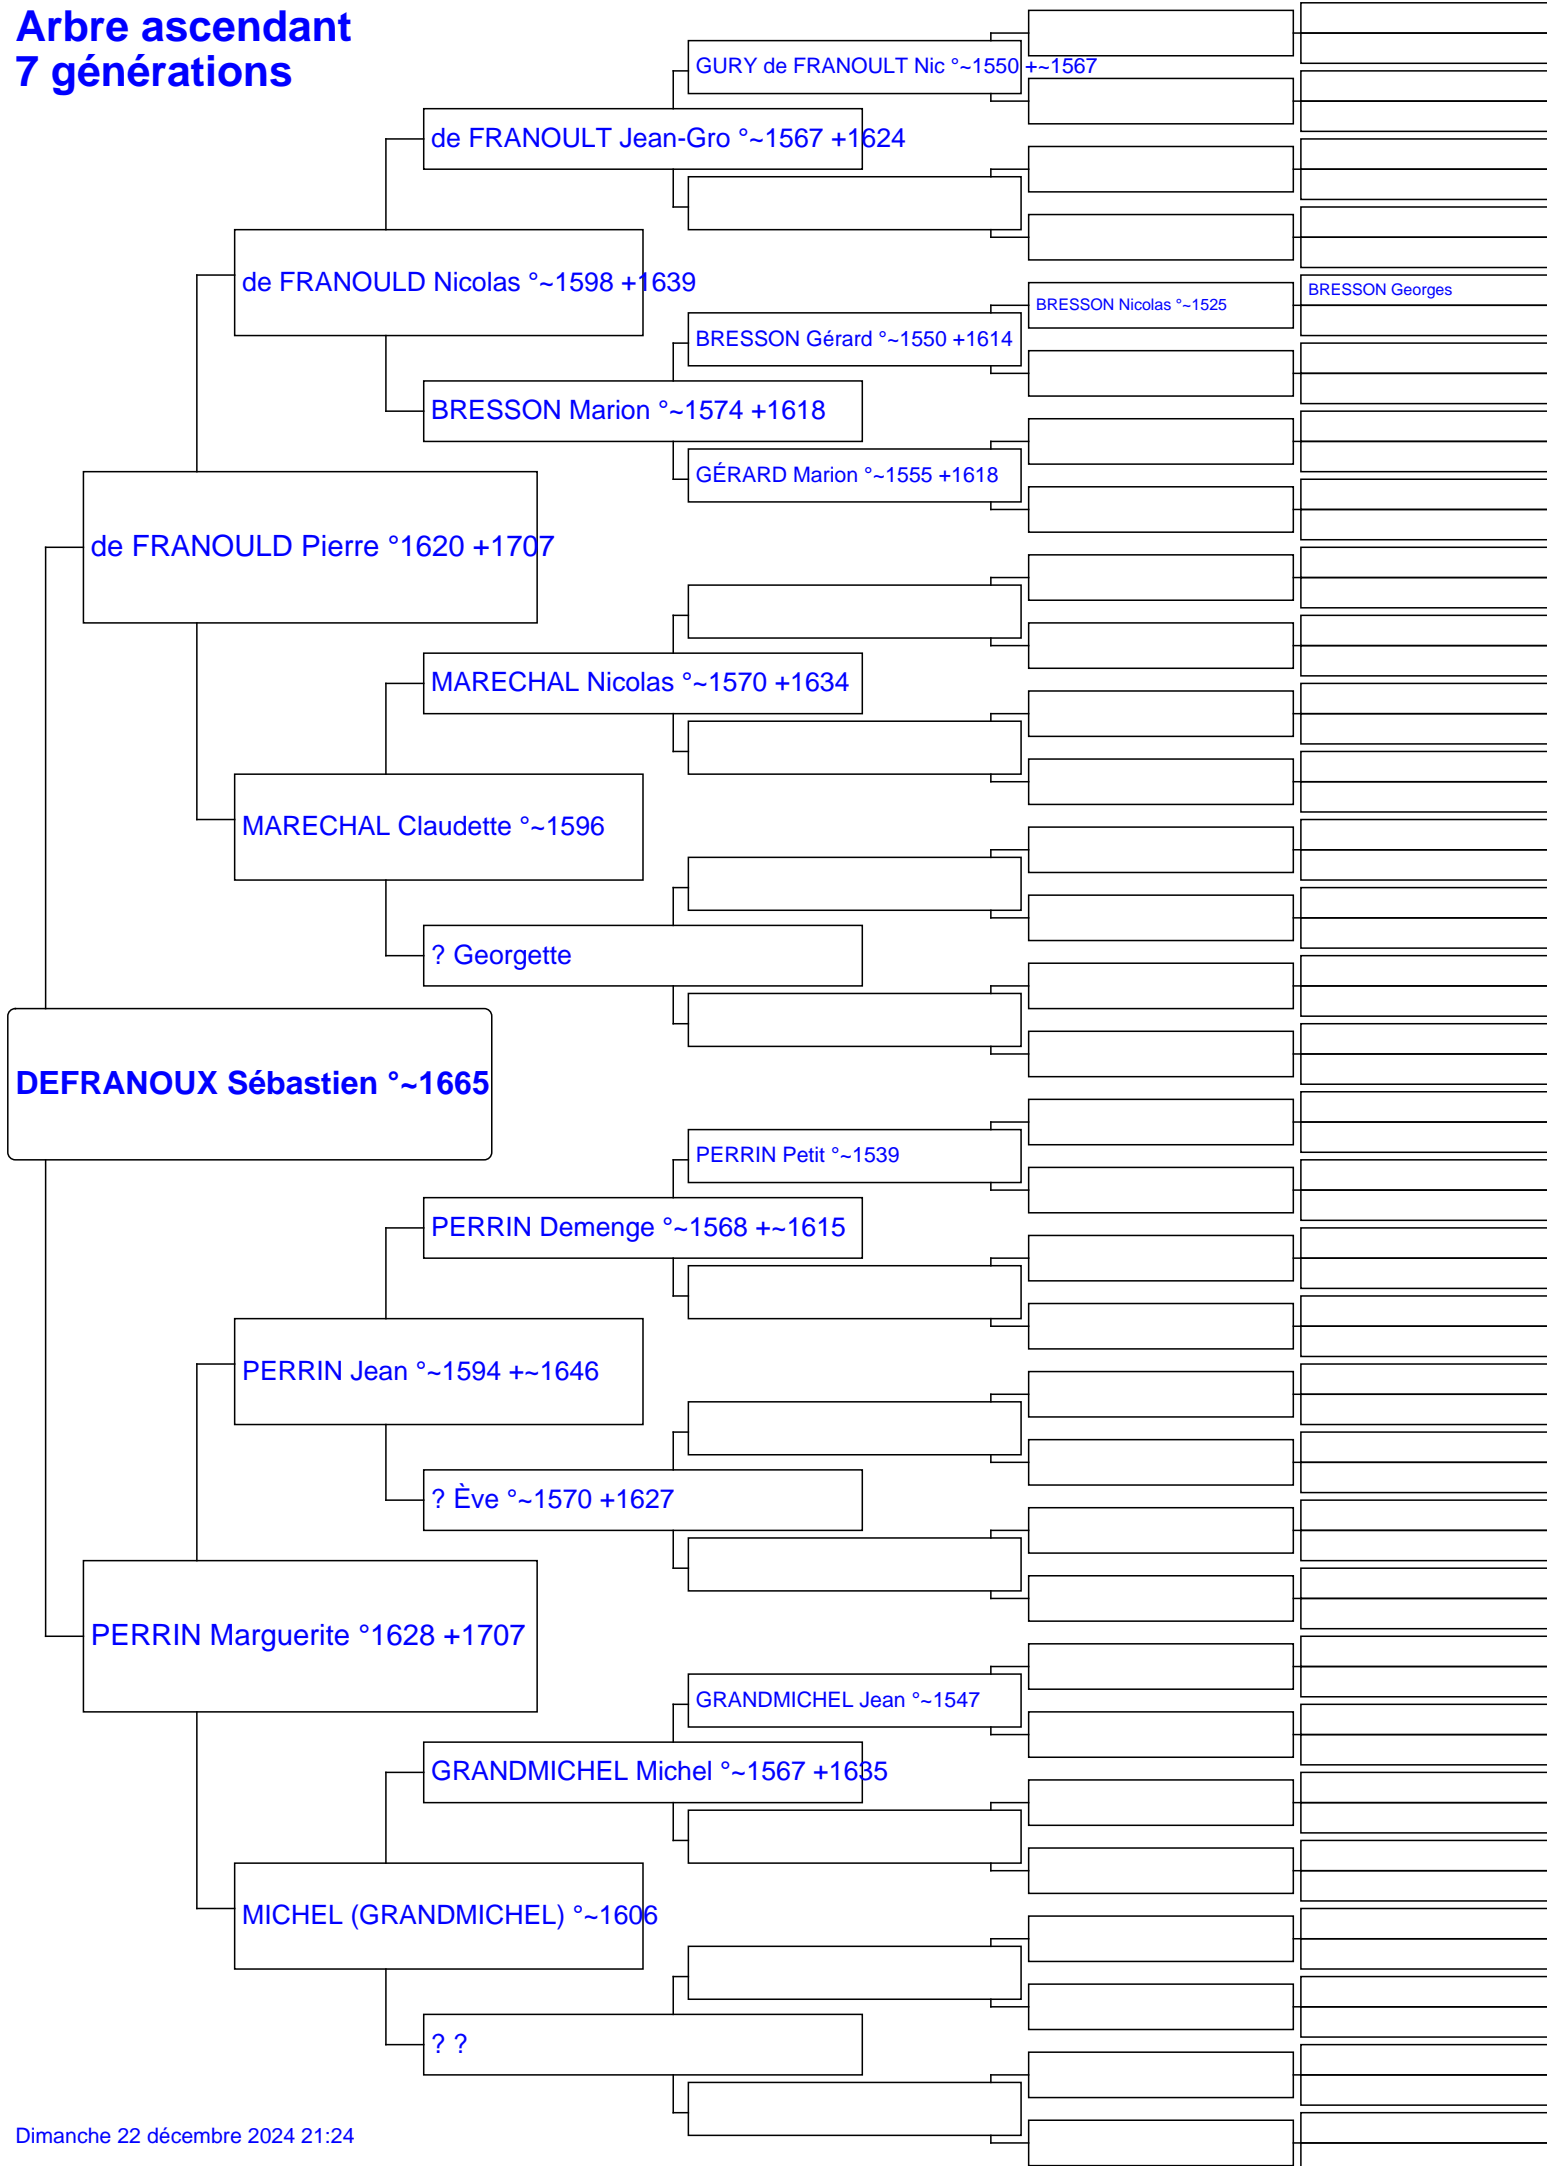 Arbre ascendant
7 générations
GURY de FRANOULT Nic °~1550 +~1567
de FRANOULT Jean-Gro °~1567 +1624
de FRANOULD Nicolas °~1598 +1639
BRESSON Georges
BRESSON Nicolas °~1525
BRESSON Gérard °~1550 +1614
BRESSON Marion °~1574 +1618
GÉRARD Marion °~1555 +1618
de FRANOULD Pierre °1620 +1707
MARECHAL Nicolas °~1570 +1634
MARECHAL Claudette °~1596
? Georgette
DEFRANOUX Sébastien °~1665
PERRIN Petit °~1539
PERRIN Demenge °~1568 +~1615
PERRIN Jean °~1594 +~1646
? Ève °~1570 +1627
PERRIN Marguerite °1628 +1707
GRANDMICHEL Jean °~1547
GRANDMICHEL Michel °~1567 +1635
MICHEL (GRANDMICHEL) °~1606
? ?
Dimanche 22 décembre 2024 21:24